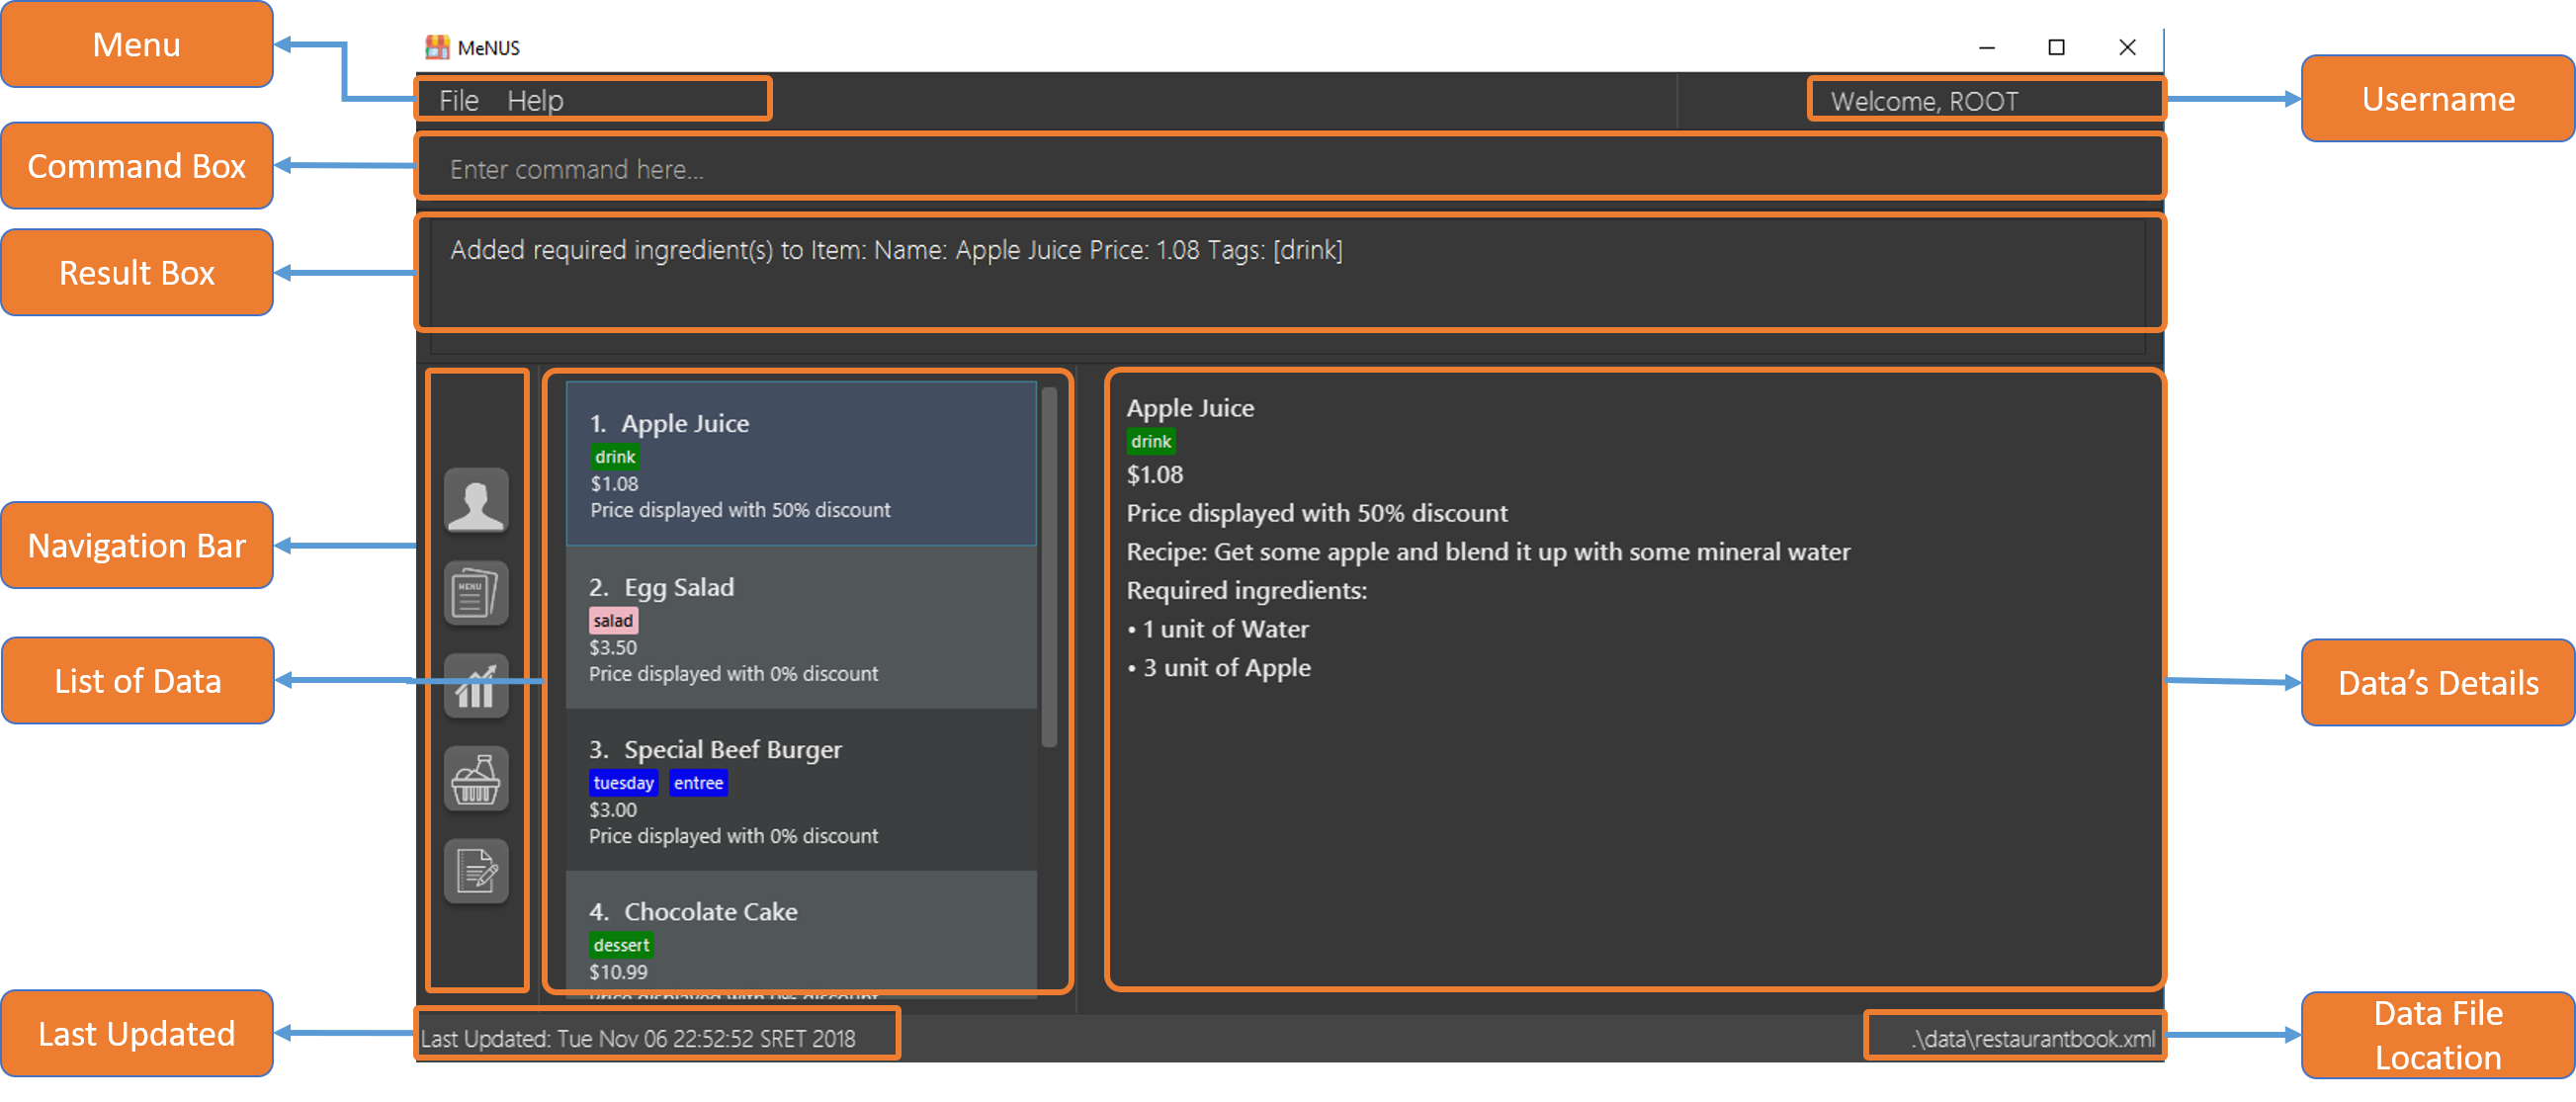 Menu
MeNUS
File Help
Welcome, ROOT
Username
Command Box
Enter command here...
Result Box
Added required ingredient(s) to Item: Name: Apple Juice Price: 1.08 Tags: [drink]
Navigation Bar
MENU
List of Data
1. Apple Juice
drink
$1.08
Price displayed with 50% discount
2. Egg Salad
salad
$3.50
Price displayed with 0% discount
3. Special Beef Burger
tuesday entree
$3.00
Price displayed with 0% discount
4. Chocolate Cake
dessert
$10.99
Price displayed with 0% discount
Apple Juice
drink
$1.08
Price displayed with 50% discount
Recipe: Get some apple and blend it up with some mineral water
Required ingredients:
• 1 unit of Water
• 3 unit of Apple
Data’s Details
Last Updated
Last Updated: Tue Nov 06 22:52:52 SRET 2018
.\data\restaurantbook.xml
Data File
Location